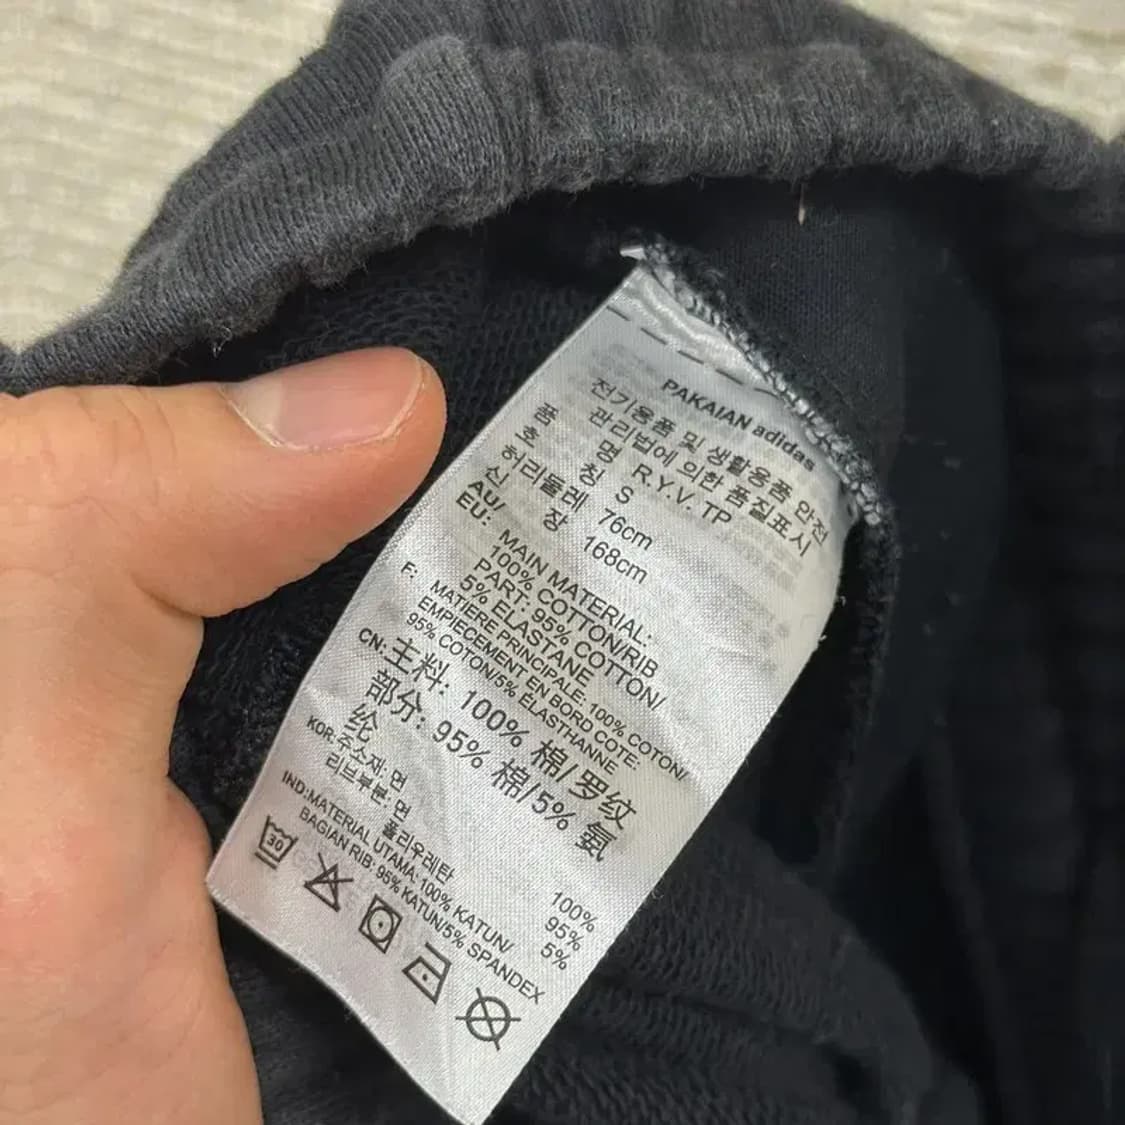 PAKAIAN adidas
전기용품 및 생활용품 안전
관리법에 의한 품질표시
품 명 R.Y.V. TP
호 칭 S
허리둘레 76cm
신 장 168cm
AU/
EU: MAIN MATERIAL:
100% COTTON/RIB
PART: 95% COTTON/
5% ELASTANE
F: MATIERE PRINCIPALE: 100% COTON/
EMPIECEMENT EN BORD COTE:
95% COTON/5% ELASTHANNE
CN: 主料: 100% 棉/罗纹
部分: 95% 棉/5% 氨
纶
KOR: 주소재: 면 100%
리브부분: 면 95%
폴리우레탄 5%
IND: MATERIAL UTAMA: 100% KATUN/
BAGIAN RIB: 95% KATUN/5% SPANDEX
30